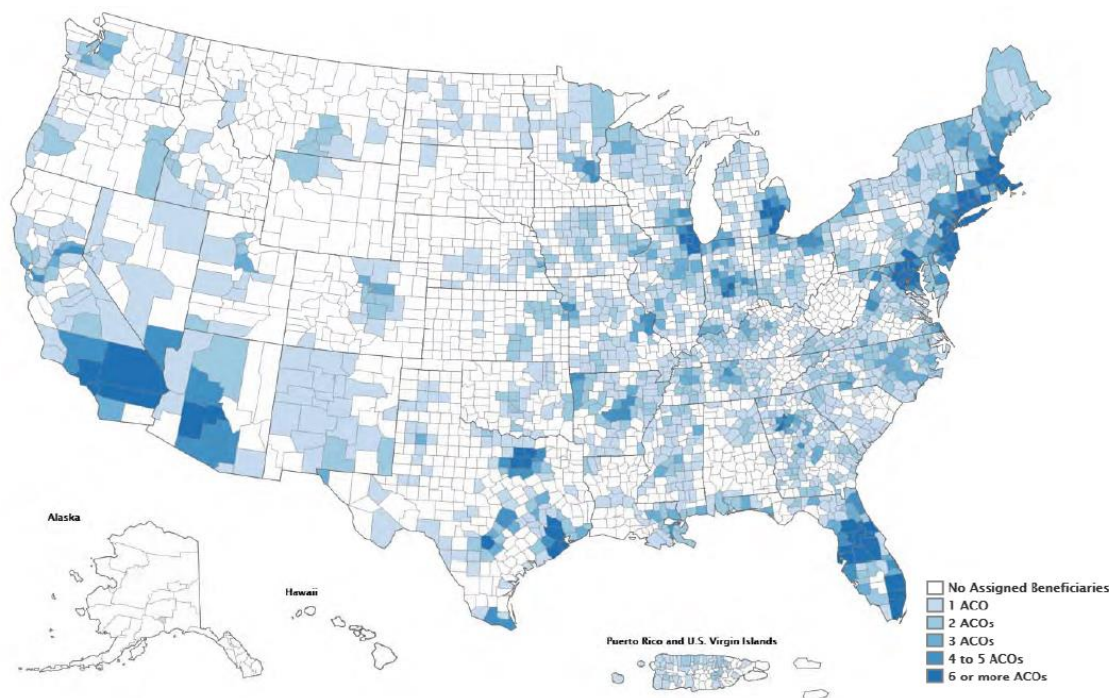 Alaska
Hawaii
Puerto Rico and U.S. Virgin Islands
No Assigned Beneficiaries
1 ACO
2 ACOs
3 ACOs
4 to 5 ACOs
6 or more ACOs